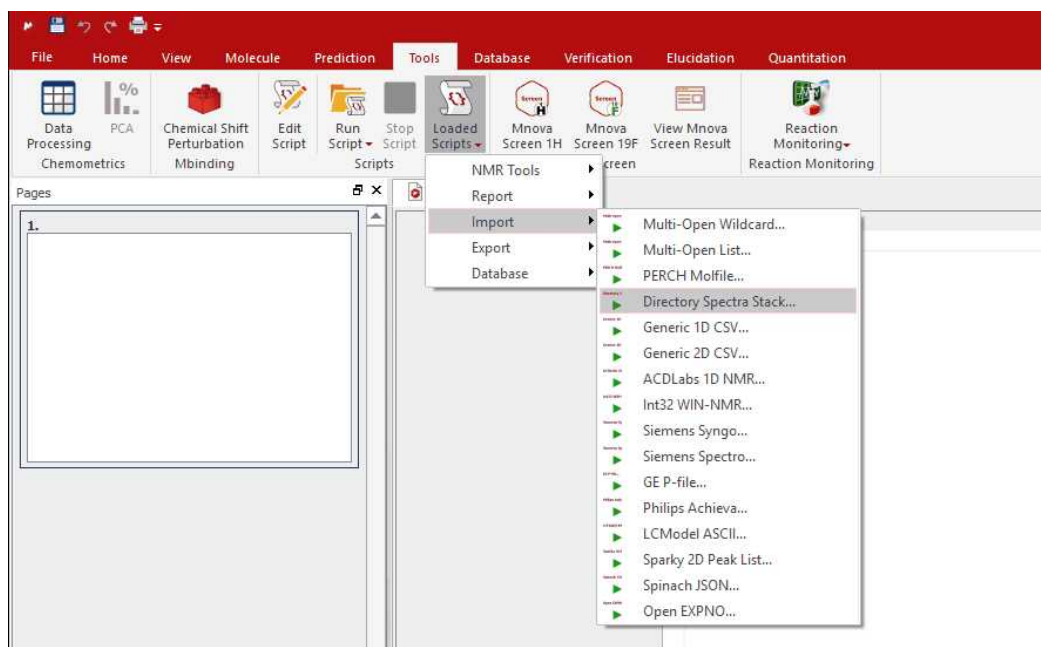 File Home View Molecule Prediction Tools Database Verification Elucidation Quantitation
% 
Data Processing
PCA
Chemometrics
Chemical Shift Perturbation
Mbinding
Edit Script
Run Script
Stop Script
Loaded Scripts
Scripts
Screen H
Mnova Screen 1H
Screen F
Mnova Screen 19F
View Mnova Screen Result
creen
Reaction Monitoring
Reaction Monitoring
Pages
1.
NMR Tools
Report
Import
Export
Database
Multi-Open Wildcard...
Multi-Open List...
PERCH Molfile...
Directory Spectra Stack...
Generic 1D CSV...
Generic 2D CSV...
ACDLabs 1D NMR...
Int32 WIN-NMR...
Siemens Syngo...
Siemens Spectro...
GE P-file...
Philips Achieva...
LCModel ASCII...
Sparky 2D Peak List...
Spinach JSON...
Open EXPNO...